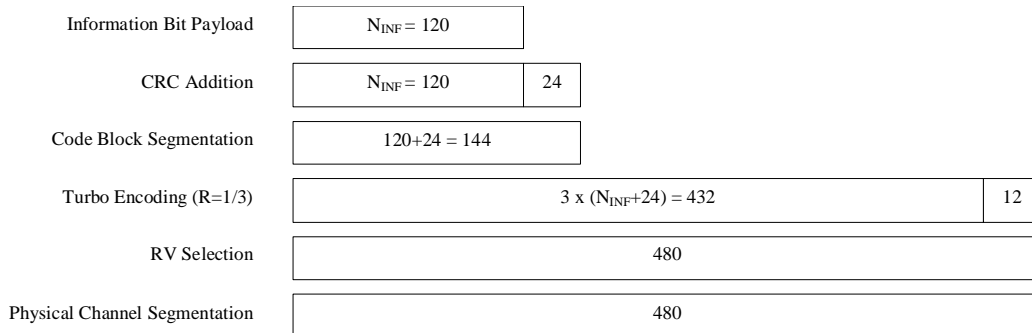 Information Bit Payload N_INF = 120
CRC Addition N_INF = 120 24
Code Block Segmentation 120+24 = 144
Turbo Encoding (R=1/3) 3 x (N_INF+24) = 432 12
RV Selection 480
Physical Channel Segmentation 480